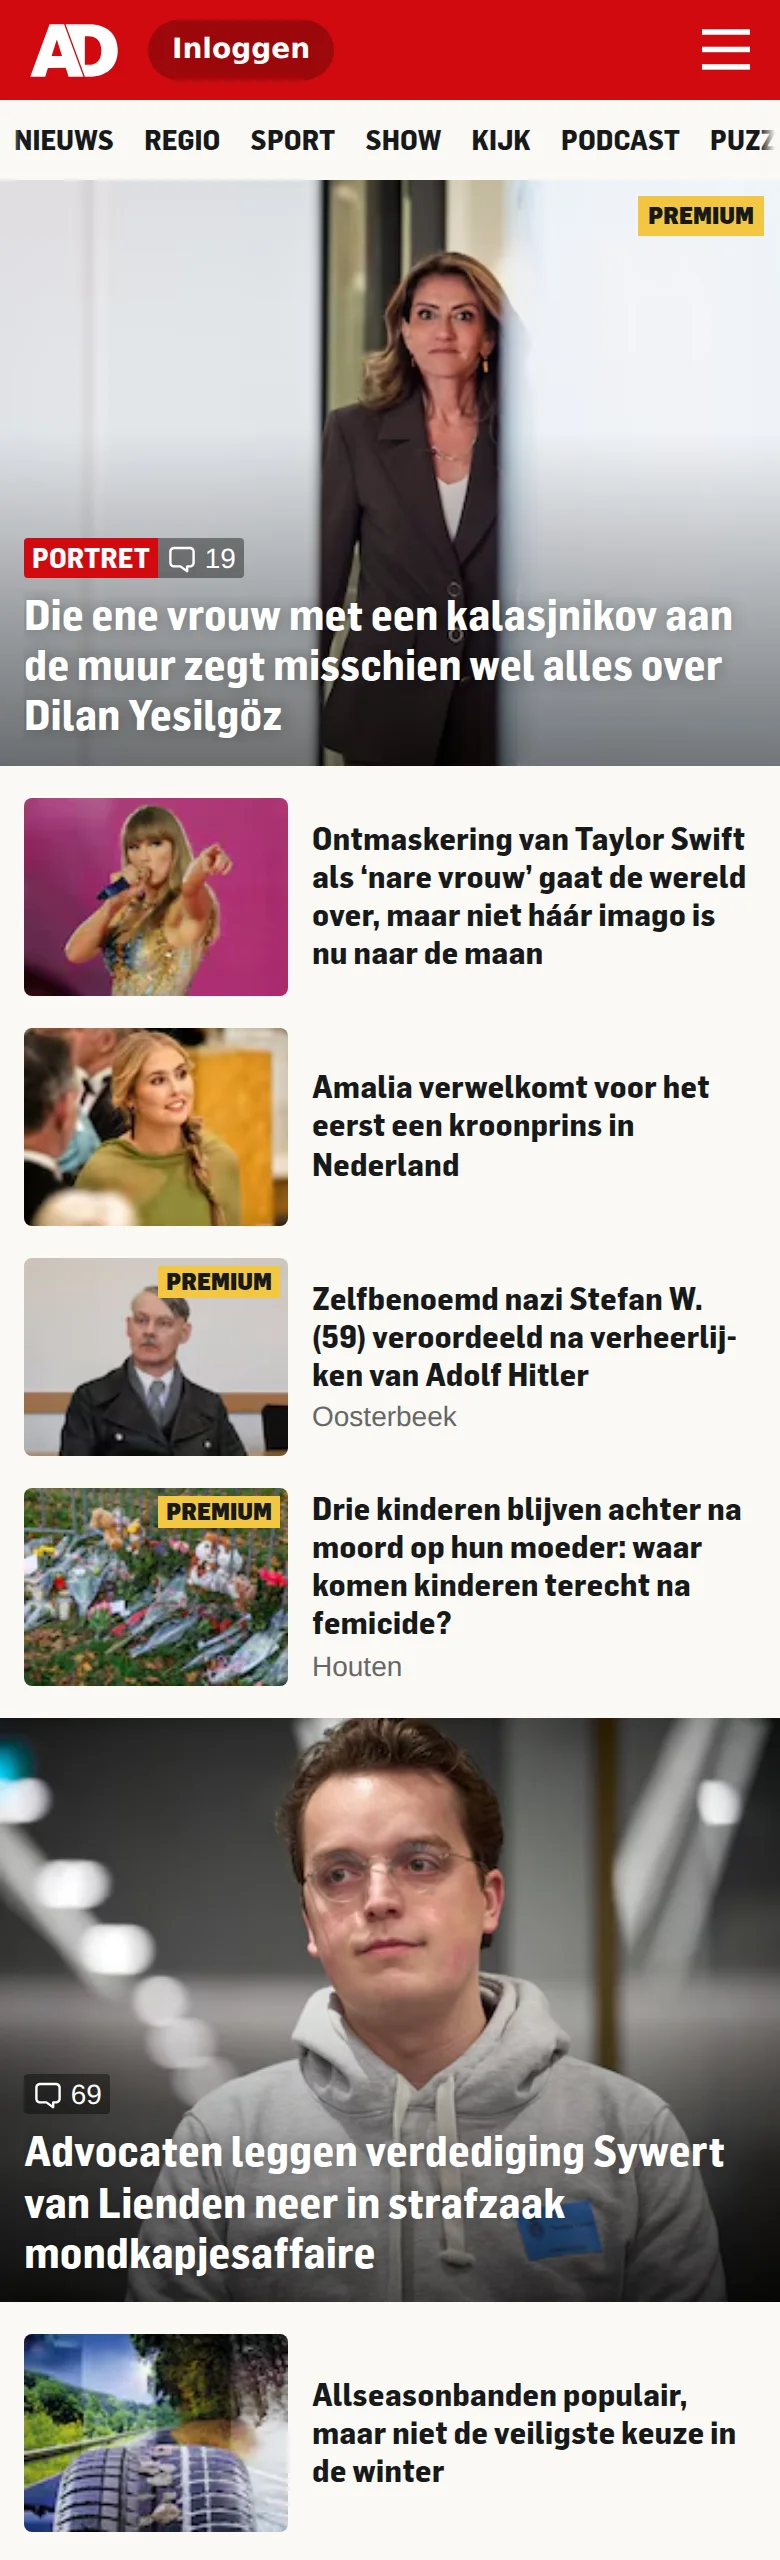 AD
Inloggen
NIEUWS REGIO SPORT SHOW KIJK PODCAST PUZZ
PREMIUM
PORTRET 19
Die ene vrouw met een kalasjnikov aan
de muur zegt misschien wel alles over
Dilan Yesilgöz
Ontmaskering van Taylor Swift
als ‘nare vrouw’ gaat de wereld
over, maar niet háár imago is
nu naar de maan
Amalia verwelkomt voor het
eerst een kroonprins in
Nederland
PREMIUM
Zelfbenoemd nazi Stefan W.
(59) veroordeeld na verheerlij-
ken van Adolf Hitler
Oosterbeek
PREMIUM
Drie kinderen blijven achter na
moord op hun moeder: waar
komen kinderen terecht na
femicide?
Houten
69
Advocaten leggen verdediging Sywert
van Lienden neer in strafzaak
mondkapjesaffaire
Allseasonbanden populair,
maar niet de veiligste keuze in
de winter